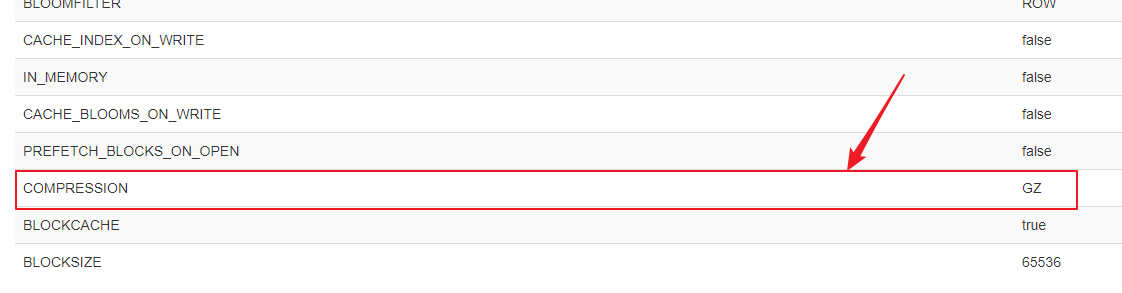 BLOOMFILTER ROW
CACHE_INDEX_ON_WRITE false
IN_MEMORY false
CACHE_BLOOMS_ON_WRITE false
PREFETCH_BLOCKS_ON_OPEN false
COMPRESSION GZ
BLOCKCACHE true
BLOCKSIZE 65536